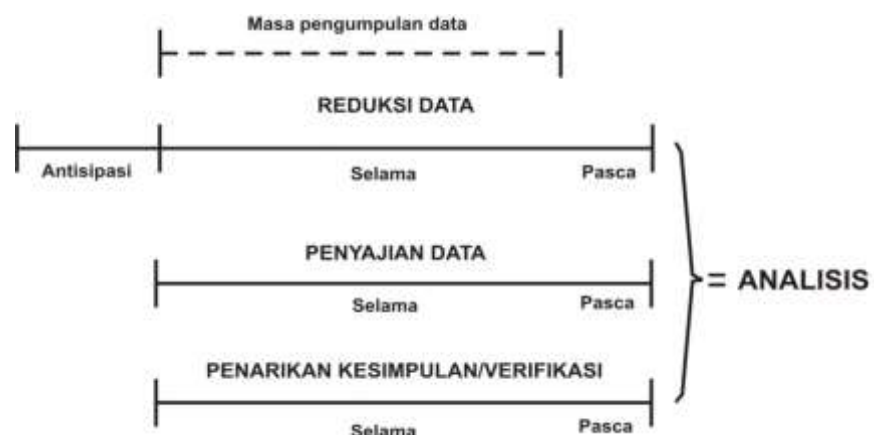 Masa pengumpulan data
REDUKSI DATA
Antisipasi Selama Pasca
PENYAJIAN DATA
Selama Pasca
= ANALISIS
PENARIKAN KESIMPULAN/VERIFIKASI
Selama Pasca